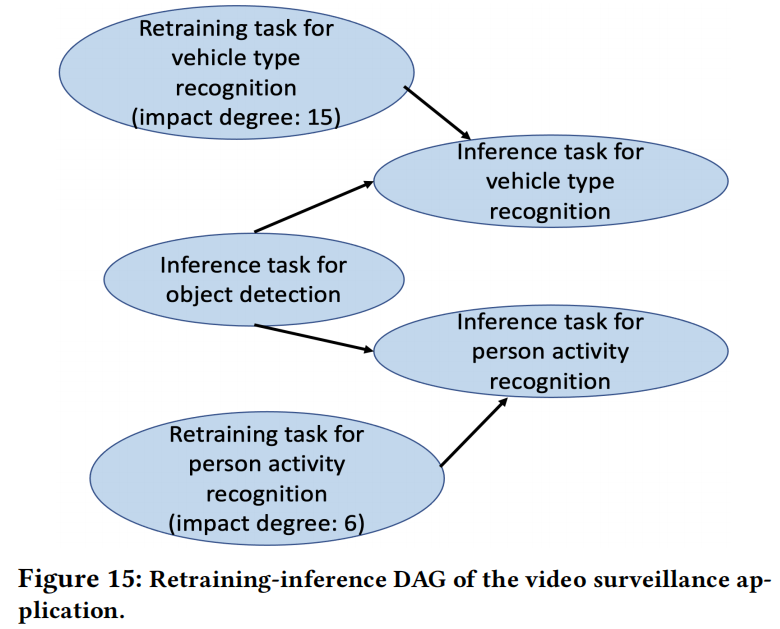 Retraining task for
vehicle type
recognition
(impact degree: 15)
Inference task for
vehicle type
recognition
Inference task for
object detection
Inference task for
person activity
recognition
Retraining task for
person activity
recognition
(impact degree: 6)
Figure 15: Retraining-inference DAG of the video surveillance ap-
plication.